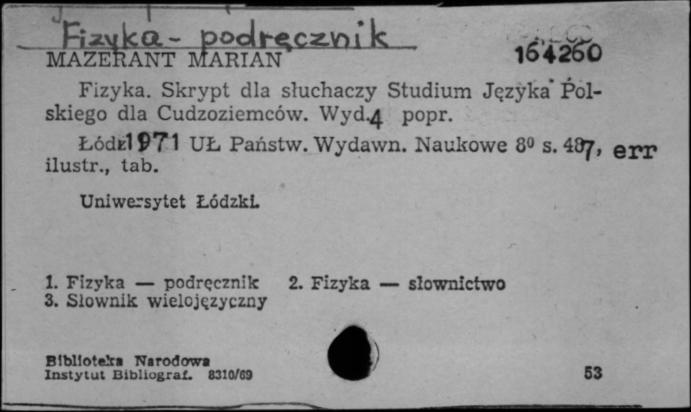 Fizyka - podręcznik
MAZERANT MARIAN 164260
Fizyka. Skrypt dla słuchaczy Studium Języka Pol-
skiego dla Cudzoziemców. Wyd.4 popr.
Łódź 1971 UŁ Państw. Wydawn. Naukowe 8⁰ s. 487, err
ilustr., tab.
Uniwersytet Łódzki.
1. Fizyka — podręcznik 2. Fizyka — słownictwo
3. Słownik wielojęzyczny
Biblioteka Narodowa
Instytut Bibliograf. 8310/69 53